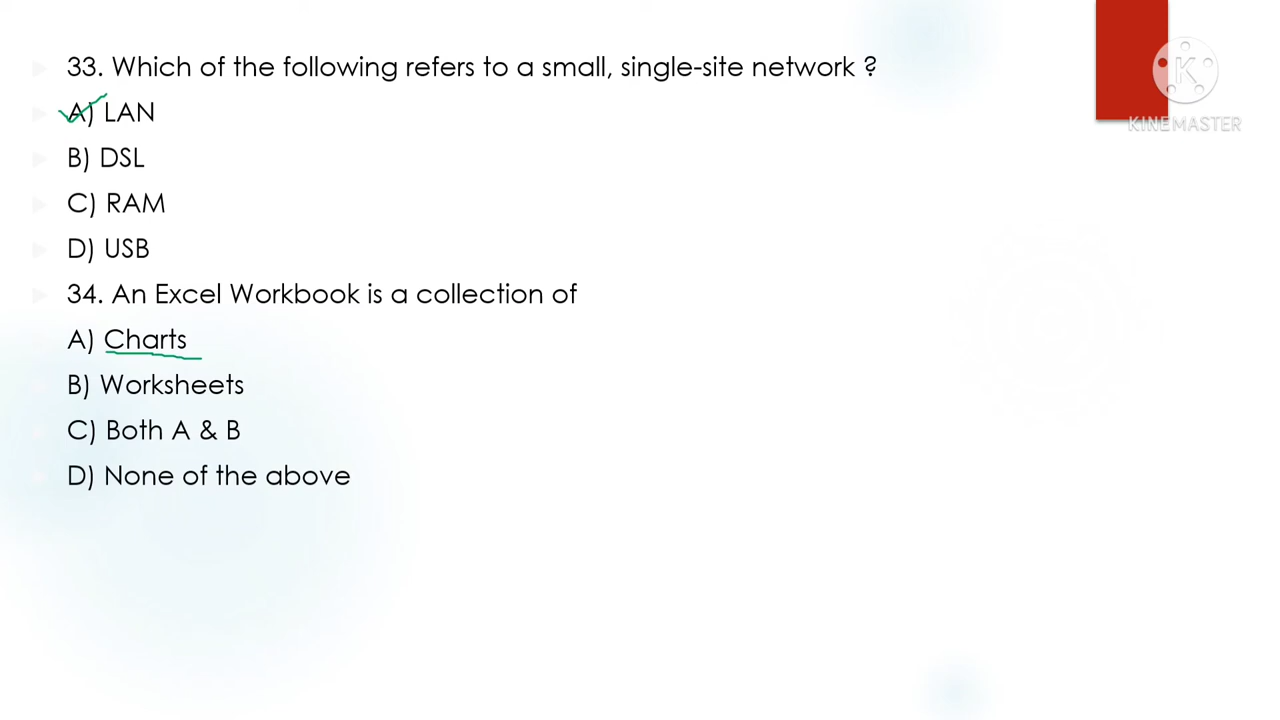 33. Which of the following refers to a small, single-site network ?
A) LAN
B) DSL
C) RAM
D) USB
34. An Excel Workbook is a collection of
A) Charts
B) Worksheets
C) Both A & B
D) None of the above
K
KINEMASTER